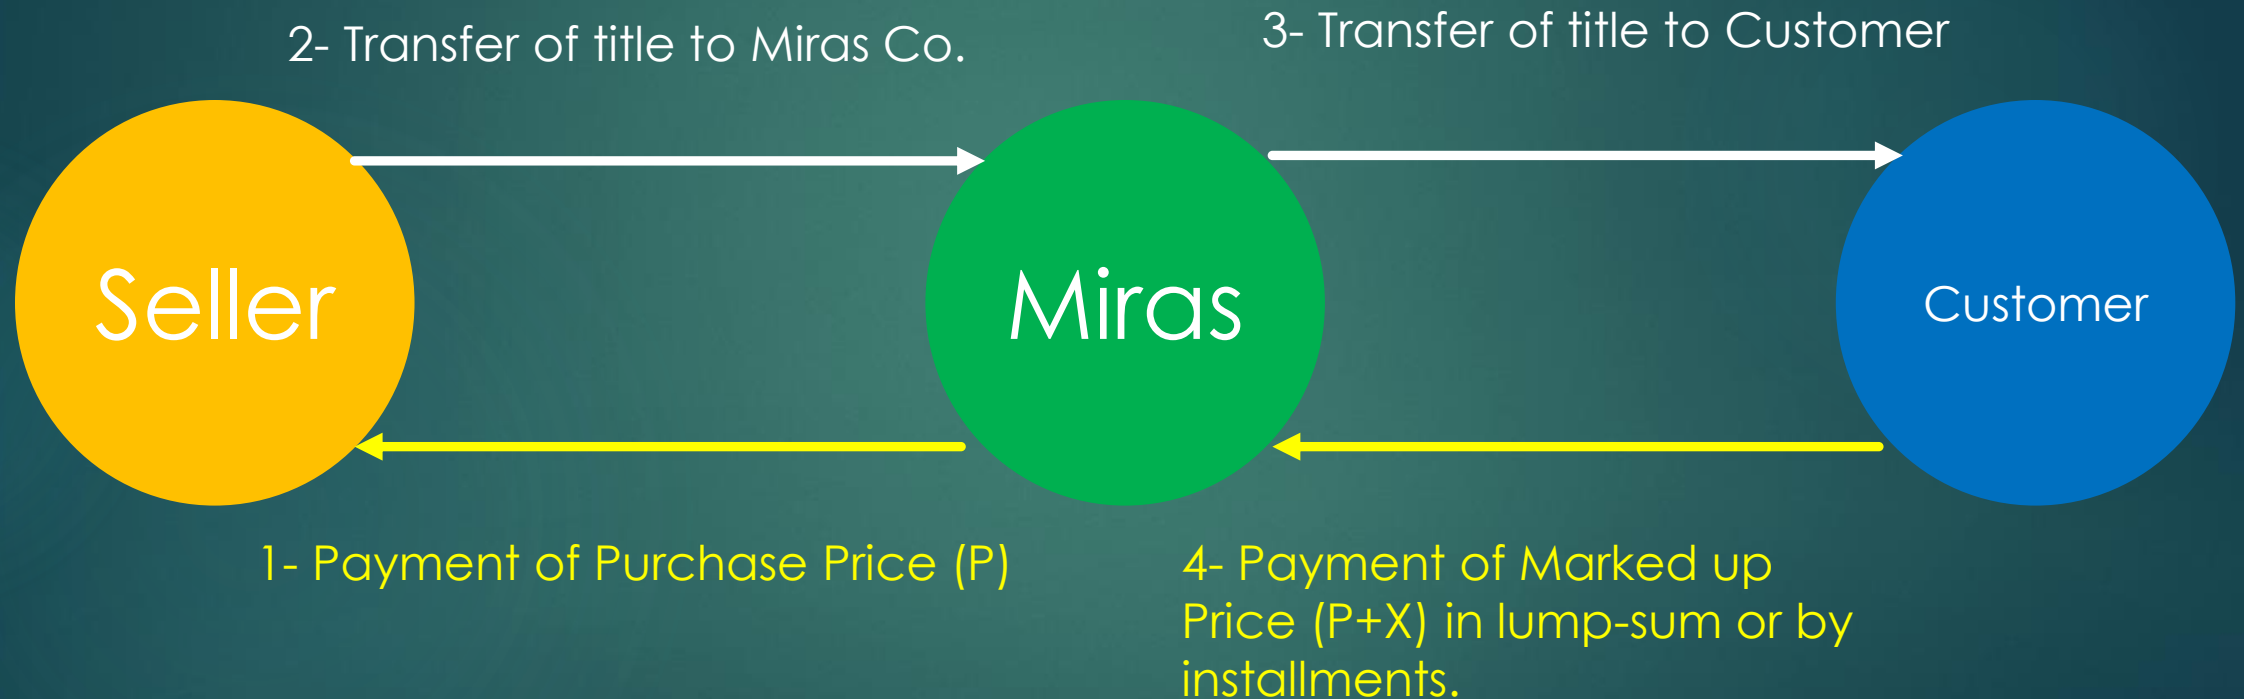 2- Transfer of title to Miras Co.
3- Transfer of title to Customer
Seller
Miras
Customer
1- Payment of Purchase Price (P)
4- Payment of Marked up
Price (P+X) in lump-sum or by
installments.